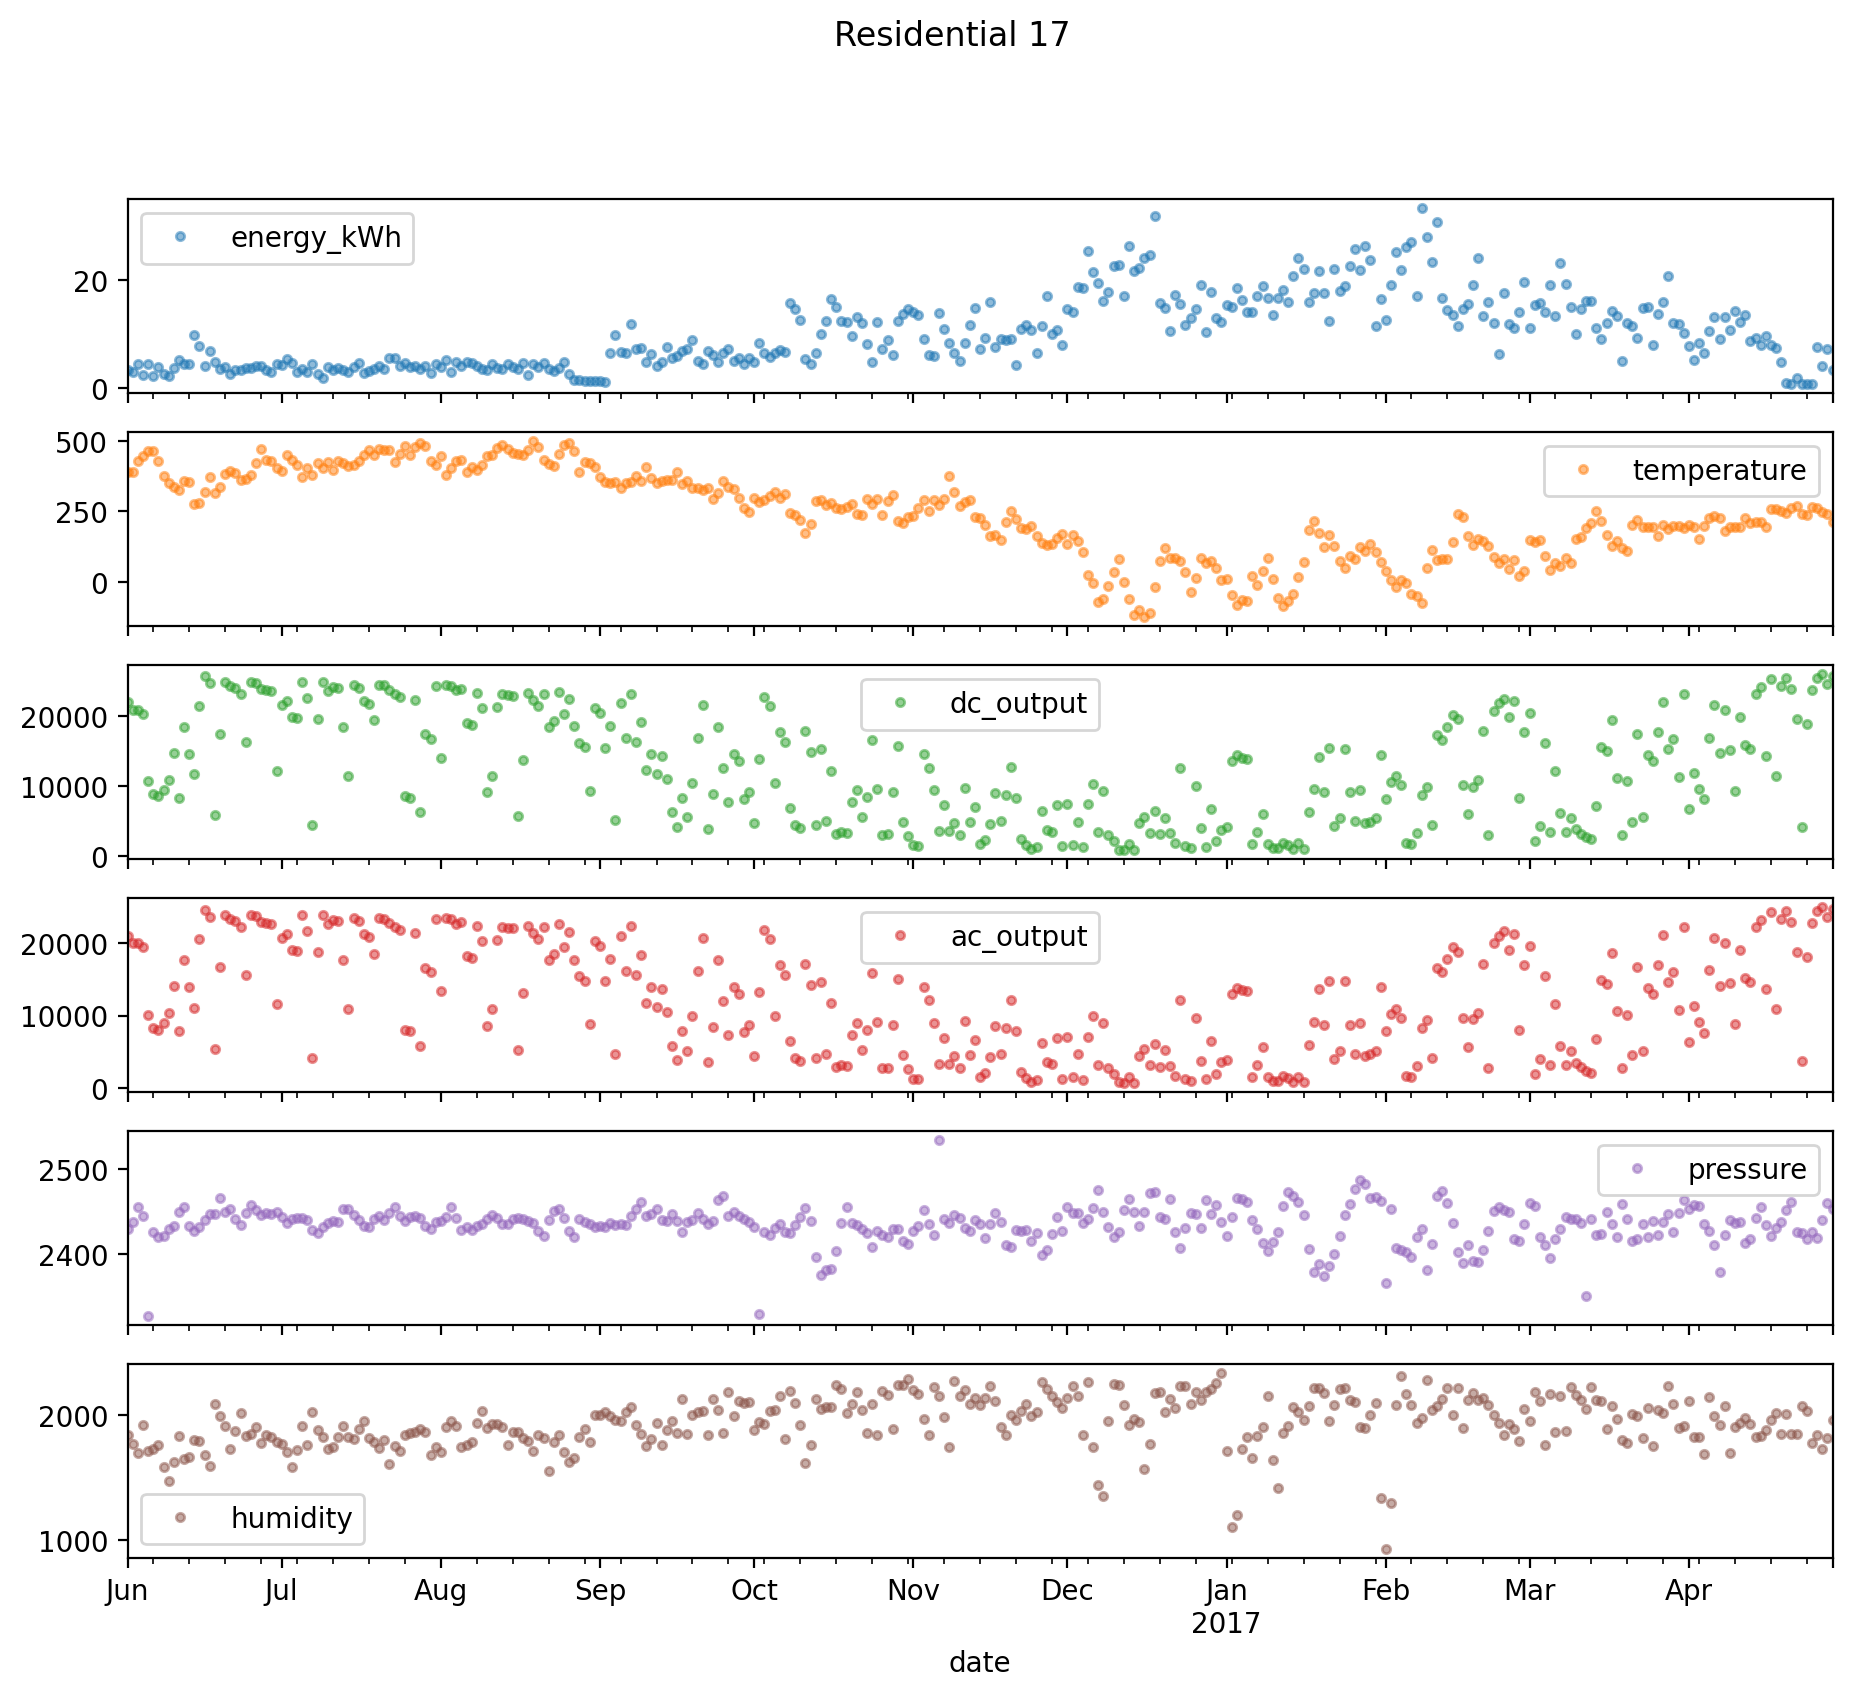 Residential 17
energy_kWh
20
0
temperature
500
250
0
dc_output
20000
10000
0
ac_output
20000
10000
0
pressure
2500
2400
humidity
2000
1000
Jun Jul Aug Sep Oct Nov Dec Jan Feb Mar Apr
2017
date